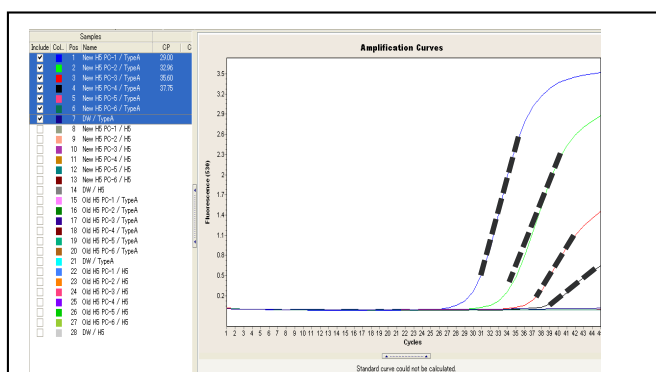 Samples
Include Col.. Pos Name CP C
1 New H5 PC-1 / TypeA 29.00
2 New H5 PC-2 / TypeA 32.96
3 New H5 PC-3 / TypeA 35.60
4 New H5 PC-4 / TypeA 37.75
5 New H5 PC-5 / TypeA
6 New H5 PC-6 / TypeA
7 DW / TypeA
8 New H5 PC-1 / H5
9 New H5 PC-2 / H5
10 New H5 PC-3 / H5
11 New H5 PC-4 / H5
12 New H5 PC-5 / H5
13 New H5 PC-6 / H5
14 DW / H5
15 Old H5 PC-1 / TypeA
16 Old H5 PC-2 / TypeA
17 Old H5 PC-3 / TypeA
18 Old H5 PC-4 / TypeA
19 Old H5 PC-5 / TypeA
20 Old H5 PC-6 / TypeA
21 DW / TypeA
22 Old H5 PC-1 / H5
23 Old H5 PC-2 / H5
24 Old H5 PC-3 / H5
25 Old H5 PC-4 / H5
26 Old H5 PC-5 / H5
27 Old H5 PC-6 / H5
28 DW / H5
Amplification Curves
Fluorescence (530)
3.5
3.2
2.9
2.6
2.3
2
1.7
1.4
1.1
0.8
0.5
0.2
1 2 3 4 5 6 7 8 9 10 11 12 13 14 15 16 17 18 19 20 21 22 23 24 25 26 27 28 29 30 31 32 33 34 35 36 37 38 39 40 41 42 43 44 4
Cycles
Standard curve could not be calculated.